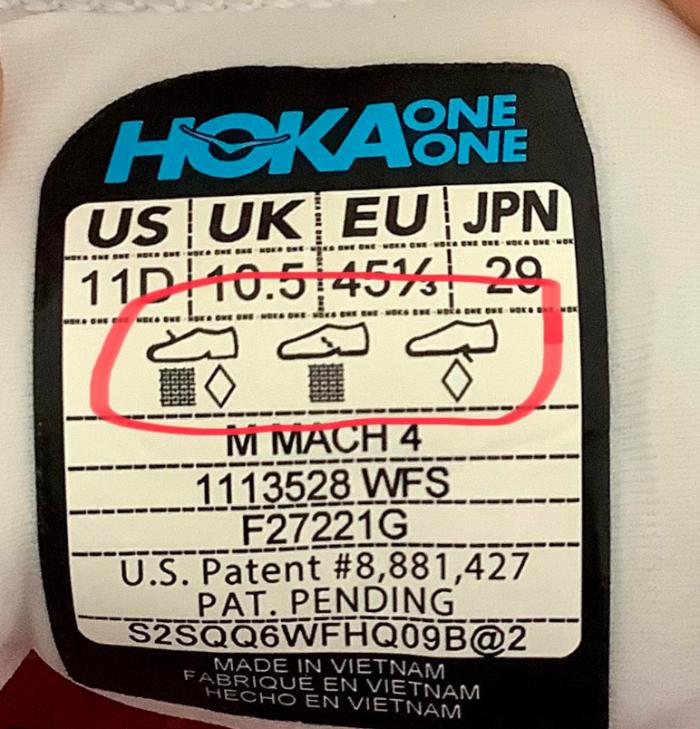 HOKA ONE ONE
US UK EU JPN
11D 10.5 45⅓ 29
M MACH 4
1113528 WFS
F27221G
U.S. Patent #8,881,427
PAT. PENDING
S2SQQ6WFHQ09B@2
MADE IN VIETNAM
FABRIQUÉ EN VIETNAM
HECHO EN VIETNAM